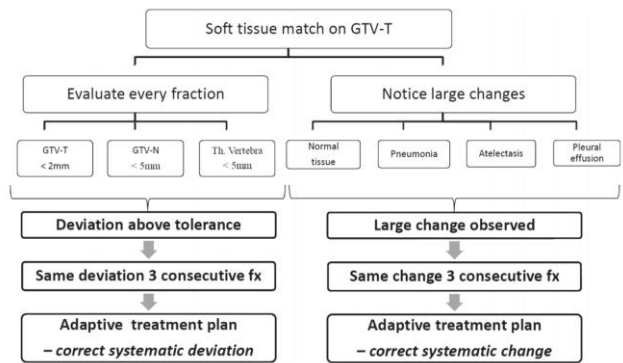 Soft tissue match on GTV-T
Evaluate every fraction
Notice large changes
GTV-T
< 2mm
GTV-N
< 5mm
Th. Vertebra
< 5mm
Normal
tissue
Pneumonia
Atelectasis
Pleural
effusion
Deviation above tolerance
Large change observed
Same deviation 3 consecutive fx
Same change 3 consecutive fx
Adaptive treatment plan
– correct systematic deviation
Adaptive treatment plan
– correct systematic change